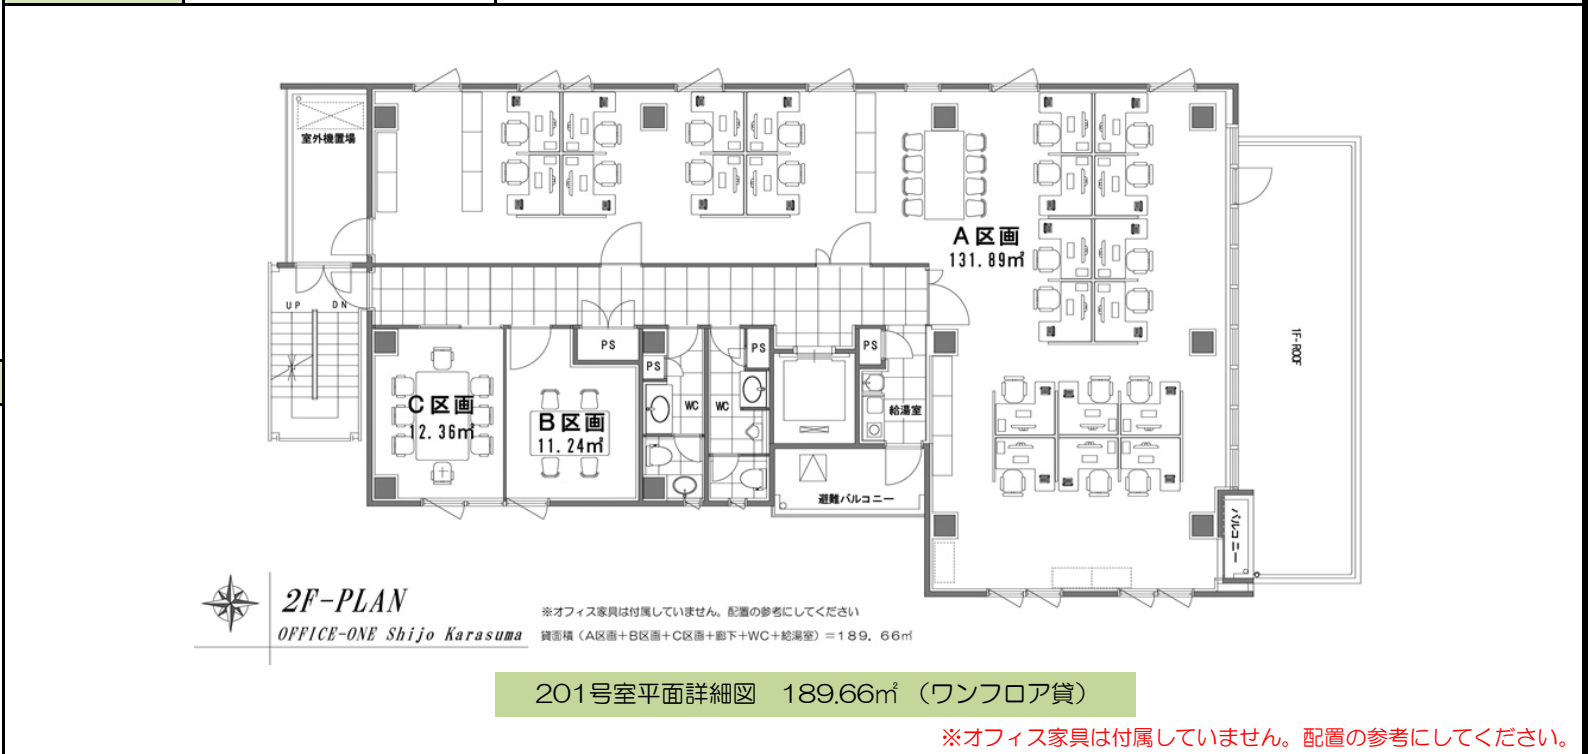 室外機置場
A区画
131.89㎡
UP DN
PS
PS
PS
PS
WC
WC
給湯室
C区画
12.36㎡
B区画
11.24㎡
避難バルコニー
バルコニー
1F-ROOF
2F-PLAN
OFFICE-ONE Shijo Karasuma
※オフィス家具は付属していません。配置の参考にしてください
貸面積（A区画＋B区画＋C区画＋廊下＋WC＋給湯室）＝189．66㎡
201号室平面詳細図　189.66㎡（ワンフロア貸）
※オフィス家具は付属していません。配置の参考にしてください。